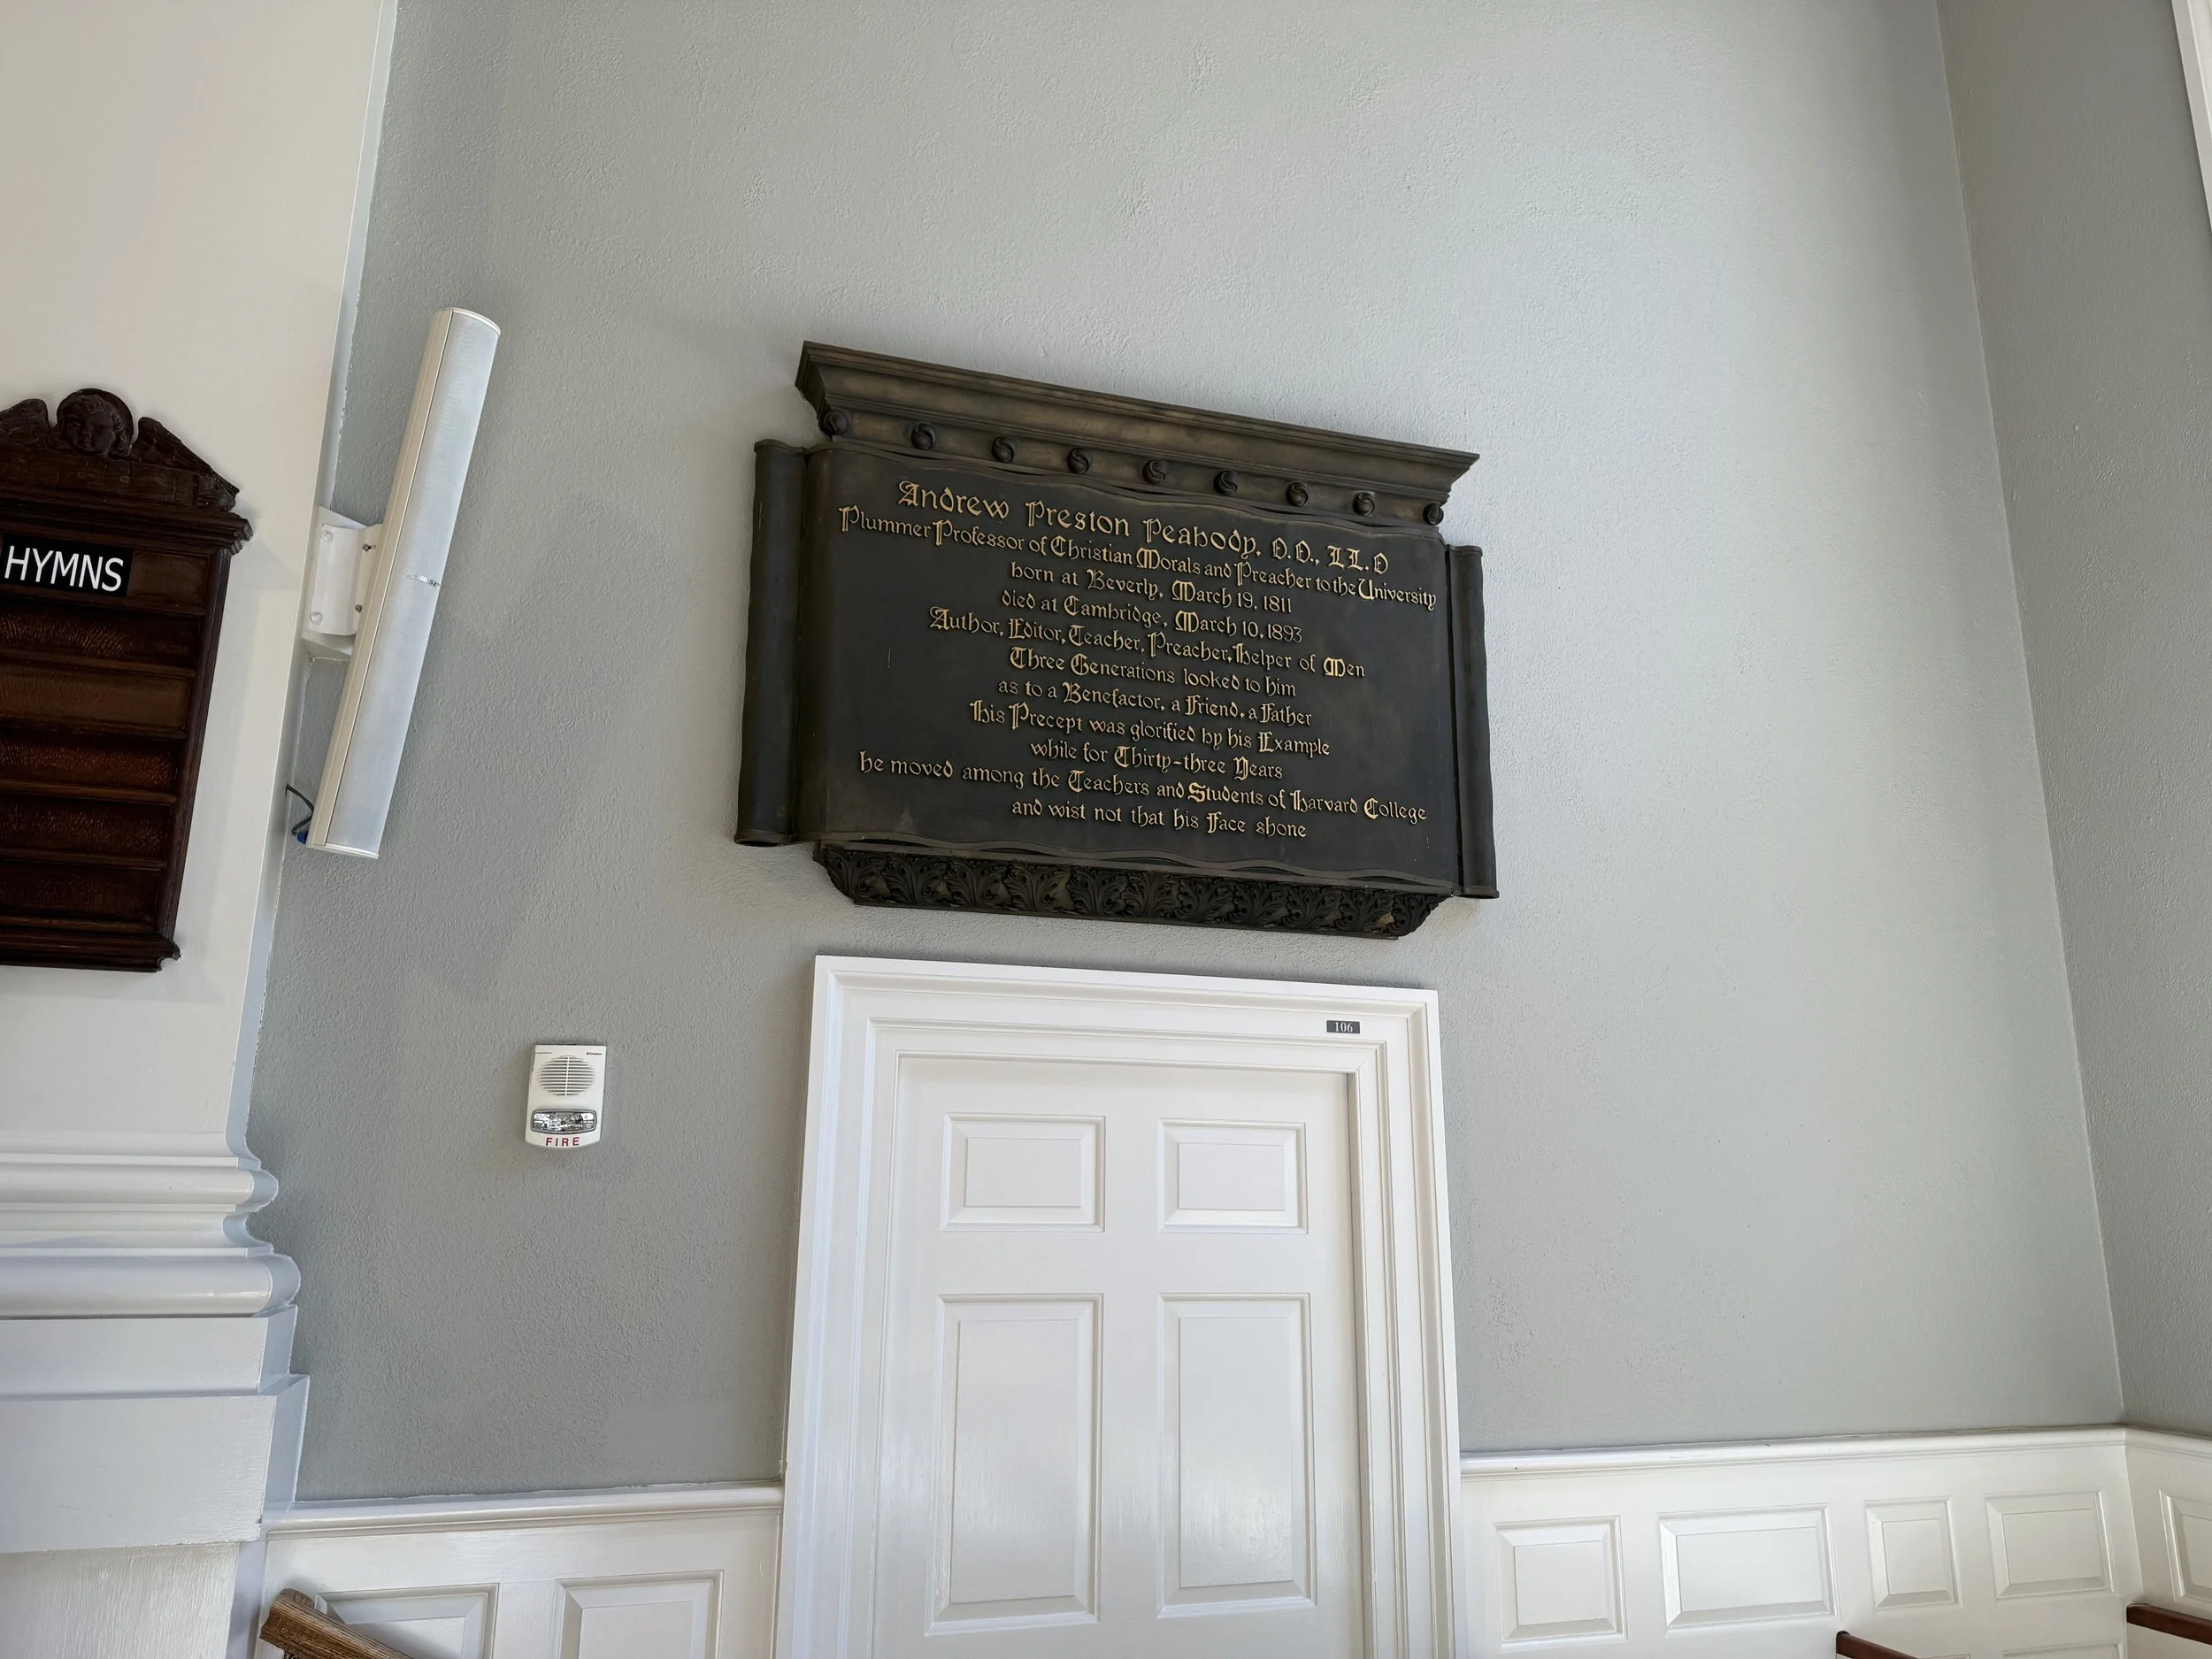 HYMNS
Andrew Preston Peabody, D.D., LL.D
Plummer Professor of Christian Morals and Preacher to the University
born at Beverly, March 19, 1811
died at Cambridge, March 10, 1893
Author, Editor, Teacher, Preacher, Helper of Men
Three Generations looked to him
as to a Benefactor, a Friend, a Father
His Precept was glorified by his Example
while for Thirty-three Years
he moved among the Teachers and Students of Harvard College
and wist not that his Face shone
106
FIRE